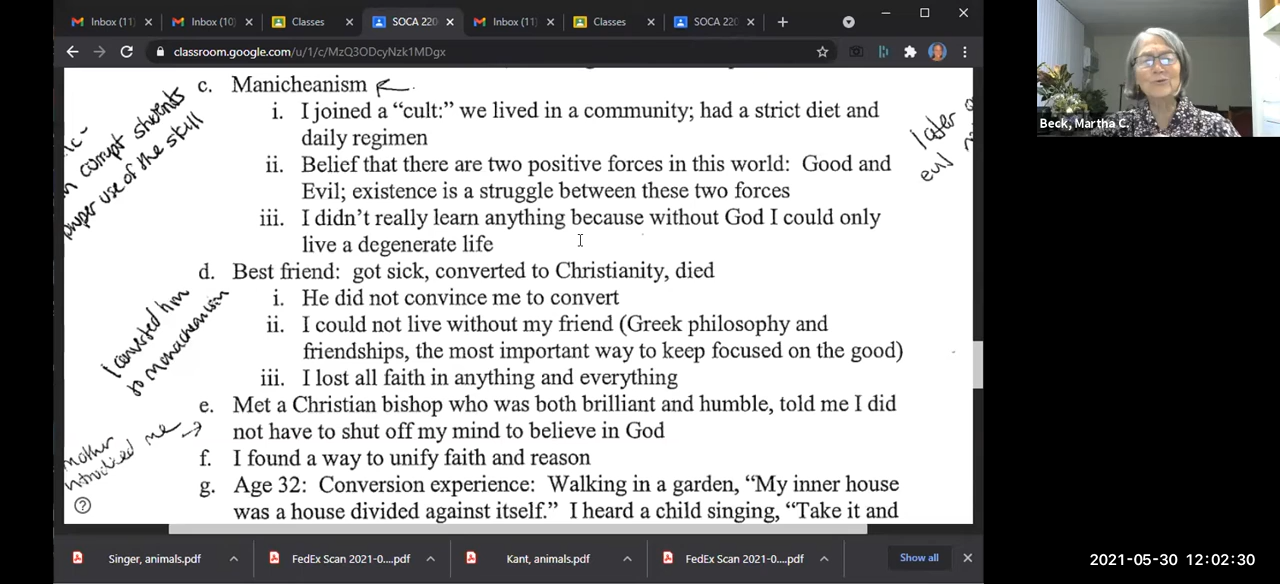 Inbox (11)
Inbox (10)
Classes
SOCA 220
Inbox (11)
Classes
SOCA 220
classroom.google.com/u/1/c/MzQ3ODcyNzk1MDgx
c. Manicheanism
i. I joined a “cult:” we lived in a community; had a strict diet and
daily regimen
ii. Belief that there are two positive forces in this world: Good and
Evil; existence is a struggle between these two forces
iii. I didn’t really learn anything because without God I could only
live a degenerate life
d. Best friend: got sick, converted to Christianity, died
i. He did not convince me to convert
ii. I could not live without my friend (Greek philosophy and
friendships, the most important way to keep focused on the good)
iii. I lost all faith in anything and everything
e. Met a Christian bishop who was both brilliant and humble, told me I did
not have to shut off my mind to believe in God
f. I found a way to unify faith and reason
g. Age 32: Conversion experience: Walking in a garden, “My inner house
was a house divided against itself.” I heard a child singing, “Take it and
corrupt students
proper use of the skill
I converted him
to monacheanism
mother
introduced me
later
evil
Beck, Martha C.
Singer, animals.pdf
FedEx Scan 2021-0....pdf
Kant, animals.pdf
FedEx Scan 2021-0....pdf
Show all
2021-05-30 12:02:30